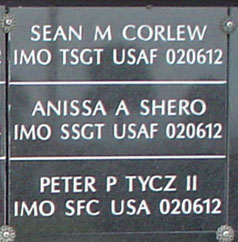 SEAN M CORLEW
IMO TSGT USAF 020612
ANISSA A SHERO
IMO SSGT USAF 020612
PETER P TYCZ II
IMO SFC USA 020612